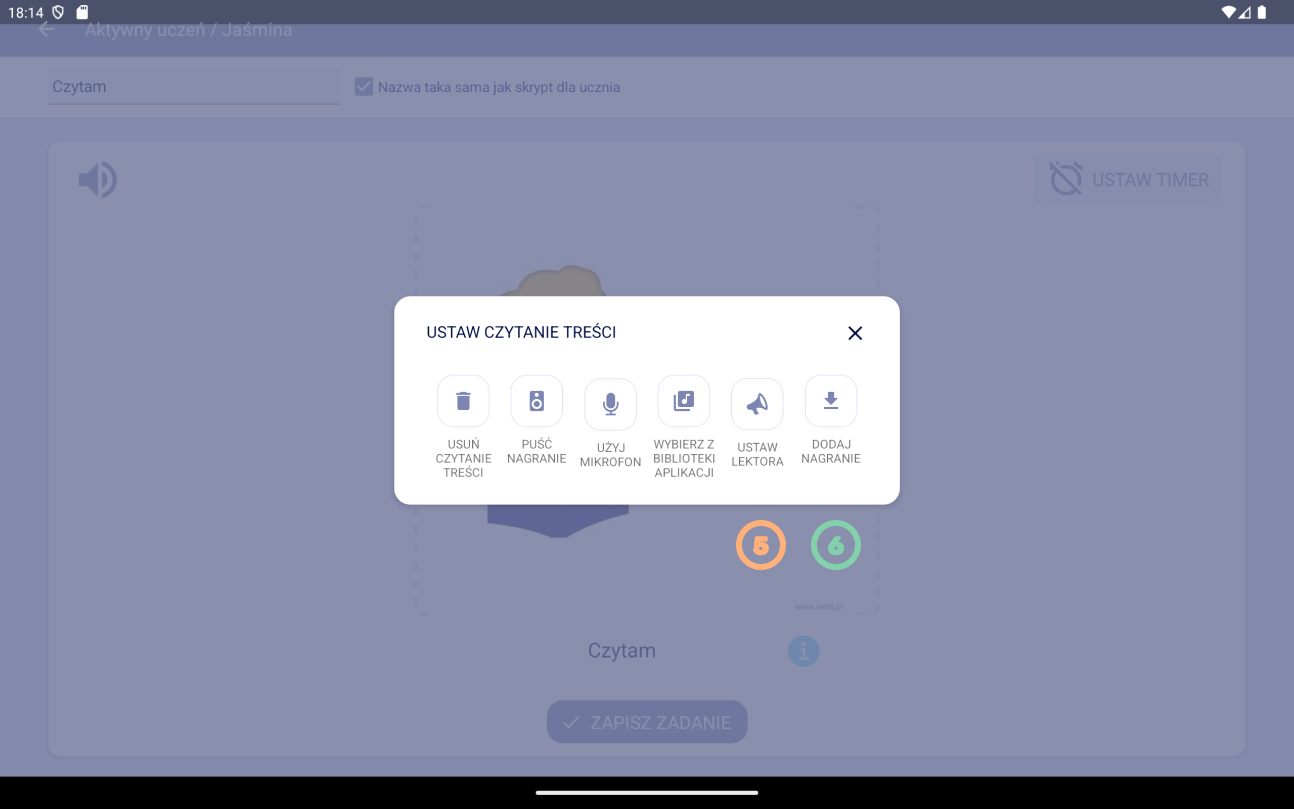 18:14
Aktywny uczeń / Jaśmina
Czytam
Nazwa taka sama jak skrypt dla ucznia
USTAW TIMER
USTAW CZYTANIE TREŚCI
USUŃ
CZYTANIE
TREŚCI
PUŚĆ
NAGRANIE
UŻYJ
MIKROFON
WYBIERZ Z
BIBLIOTEKI
APLIKACJI
USTAW
LEKTORA
DODAJ
NAGRANIE
5
6
www.iwrd.pl
Czytam
ZAPISZ ZADANIE